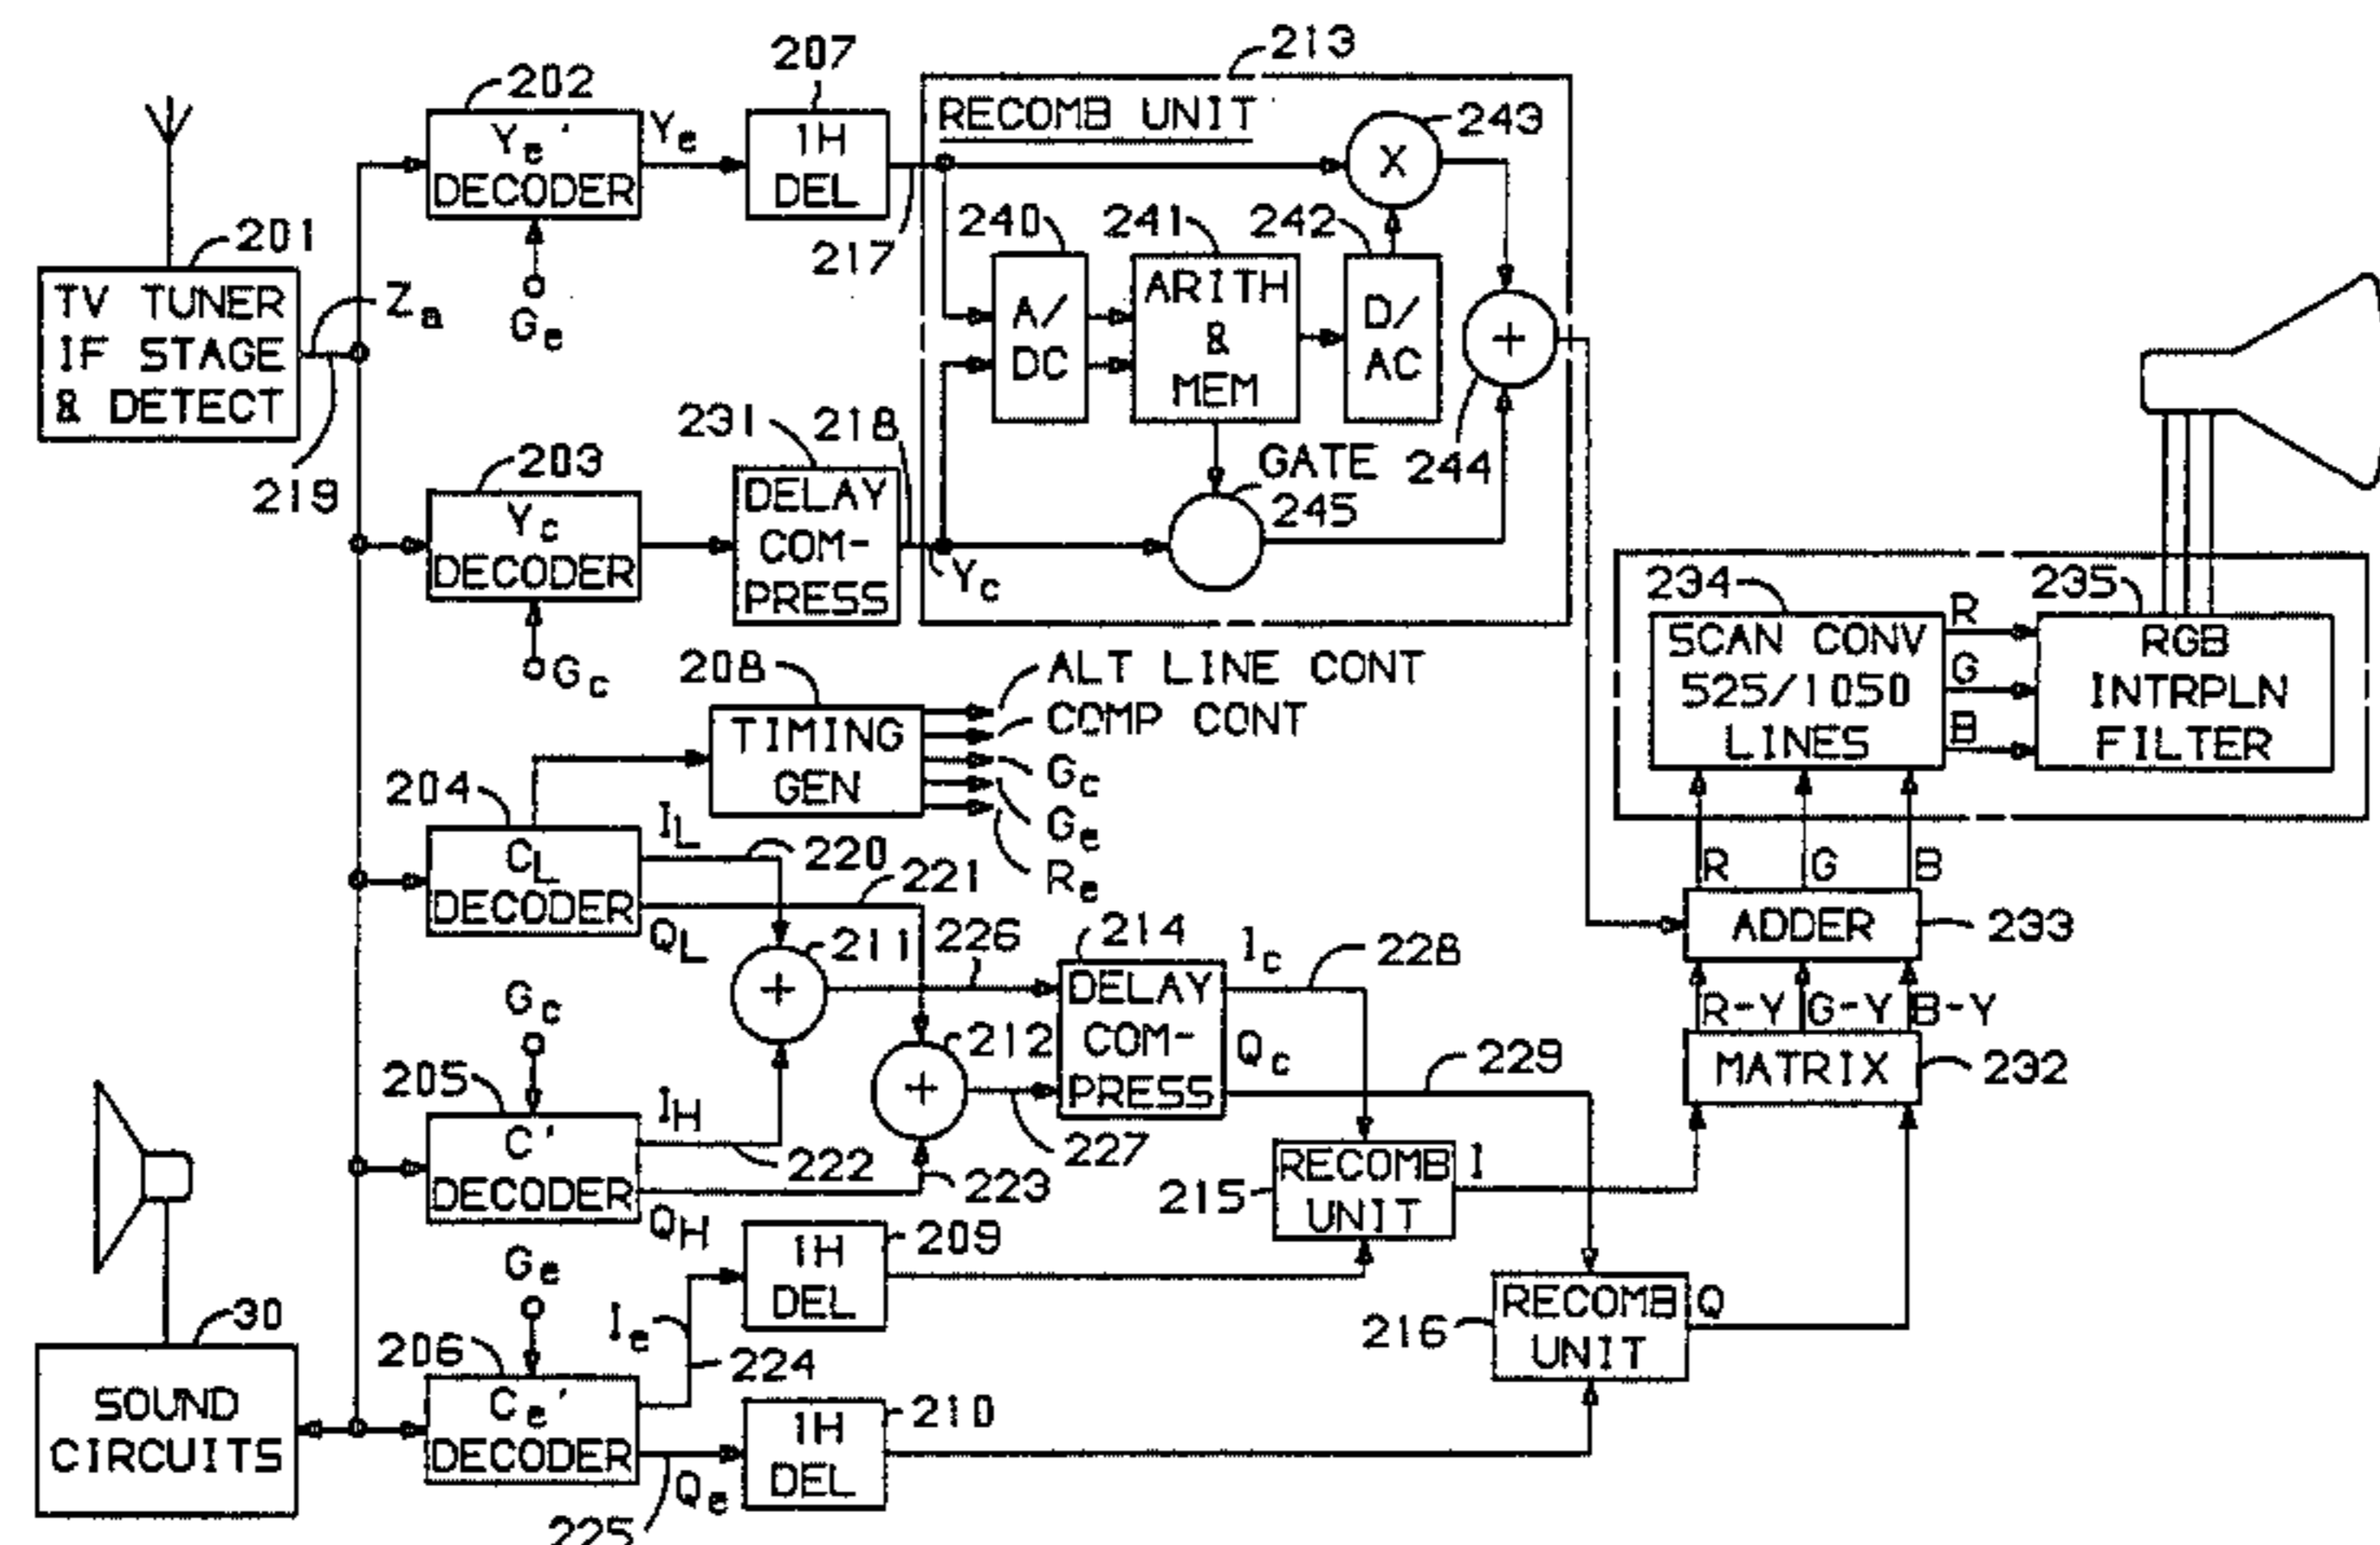 207
213
202
RECOMB UNIT
243
Ye'
DECODER
Ye
1H
DEL
X
201
240
241
242
217
TV TUNER
IF STAGE
& DETECT
Za
Ge
A/
DC
ARITH
&
MEM
D/
AC
+
219
203
231
218
GATE
244
245
Yc
DECODER
DELAY
COM-
PRESS
Yc
Gc
208
ALT LINE CONT
COMP CONT
Gc
Ge
Re
TIMING
GEN
234
235
SCAN CONV
525/1050
LINES
R
G
B
RGB
INTRPLN
FILTER
204
IL
220
221
CL
DECODER
QL
R
G
B
ADDER
233
211
226
214
Ic
228
+
DELAY
COM-
PRESS
R-Y
G-Y
B-Y
Gc
212
Qc
229
MATRIX
232
205
IH
+
227
C'
DECODER
222
223
QH
RECOMB
UNIT
I
215
Ge
1H
DEL
209
30
Ie
RECOMB
UNIT
Q
216
206
224
SOUND
CIRCUITS
Ce'
DECODER
1H
DEL
210
Qe
225